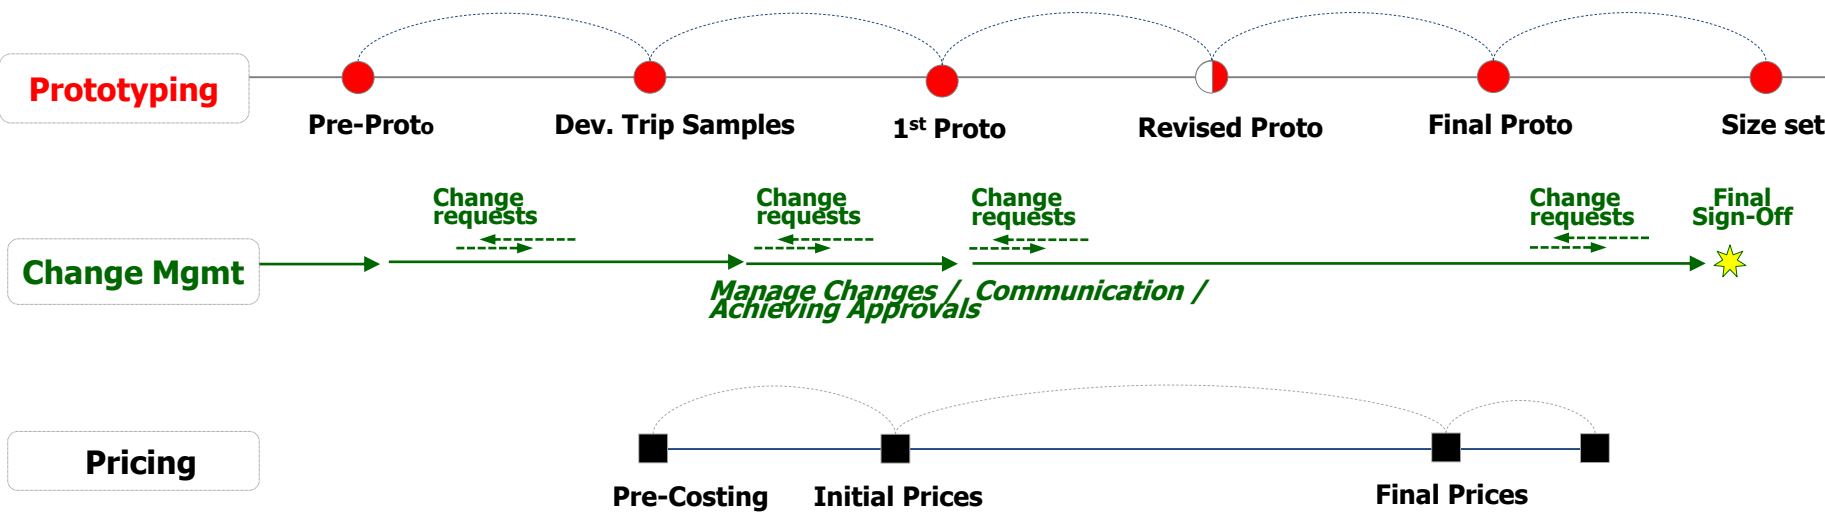 Prototyping
Pre-Proto
Dev. Trip Samples
1st Proto
Revised Proto
Final Proto
Size set
Change
requests
Change
requests
Change
requests
Change
requests
Final
Sign-Off
Change Mgmt
Manage Changes / Communication /
Achieving Approvals
Pricing
Pre-Costing
Initial Prices
Final Prices